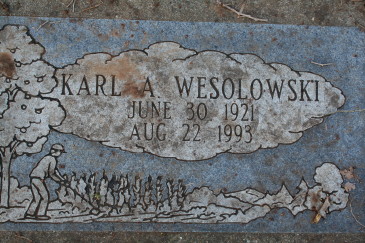 KARL A. WESOLOWSKI
JUNE 30 1921
AUG 22 1993